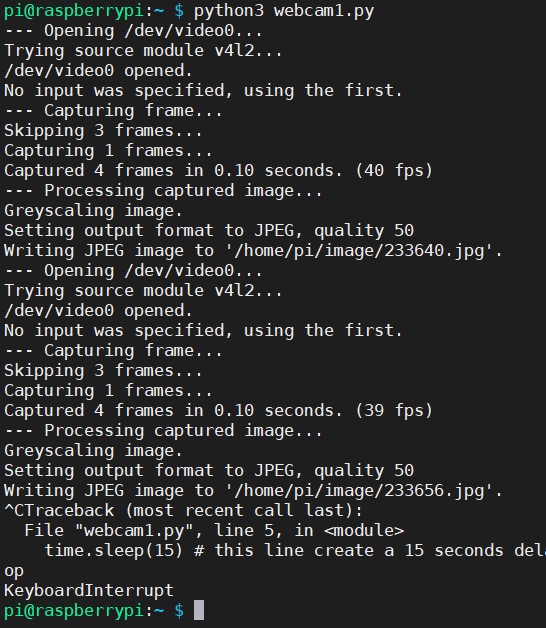 pi@raspberrypi:~ $ python3 webcam1.py
--- Opening /dev/video0...
Trying source module v4l2...
/dev/video0 opened.
No input was specified, using the first.
--- Capturing frame...
Skipping 3 frames...
Capturing 1 frames...
Captured 4 frames in 0.10 seconds. (40 fps)
--- Processing captured image...
Greyscaling image.
Setting output format to JPEG, quality 50
Writing JPEG image to '/home/pi/image/233640.jpg'.
--- Opening /dev/video0...
Trying source module v4l2...
/dev/video0 opened.
No input was specified, using the first.
--- Capturing frame...
Skipping 3 frames...
Capturing 1 frames...
Captured 4 frames in 0.10 seconds. (39 fps)
--- Processing captured image...
Greyscaling image.
Setting output format to JPEG, quality 50
Writing JPEG image to '/home/pi/image/233656.jpg'.
^CTraceback (most recent call last):
  File "webcam1.py", line 5, in <module>
    time.sleep(15) # this line create a 15 seconds del
op
KeyboardInterrupt
pi@raspberrypi:~ $